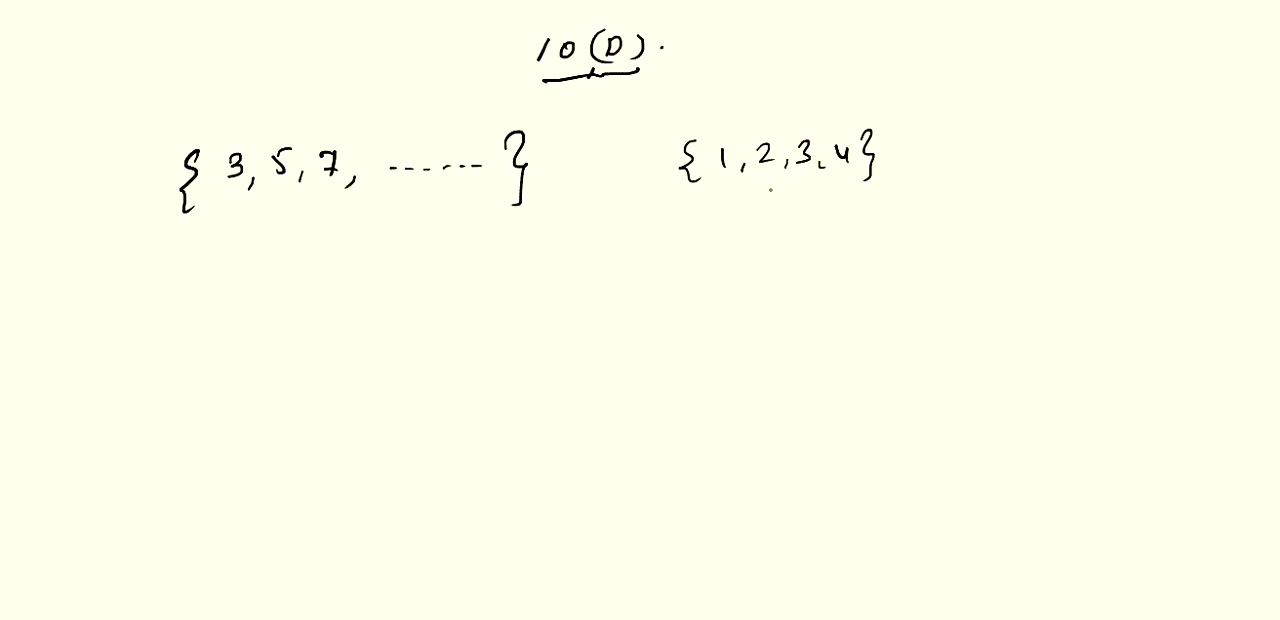 10(D).
{ 3, 5, 7, ------- } { 1, 2, 3, 4 }